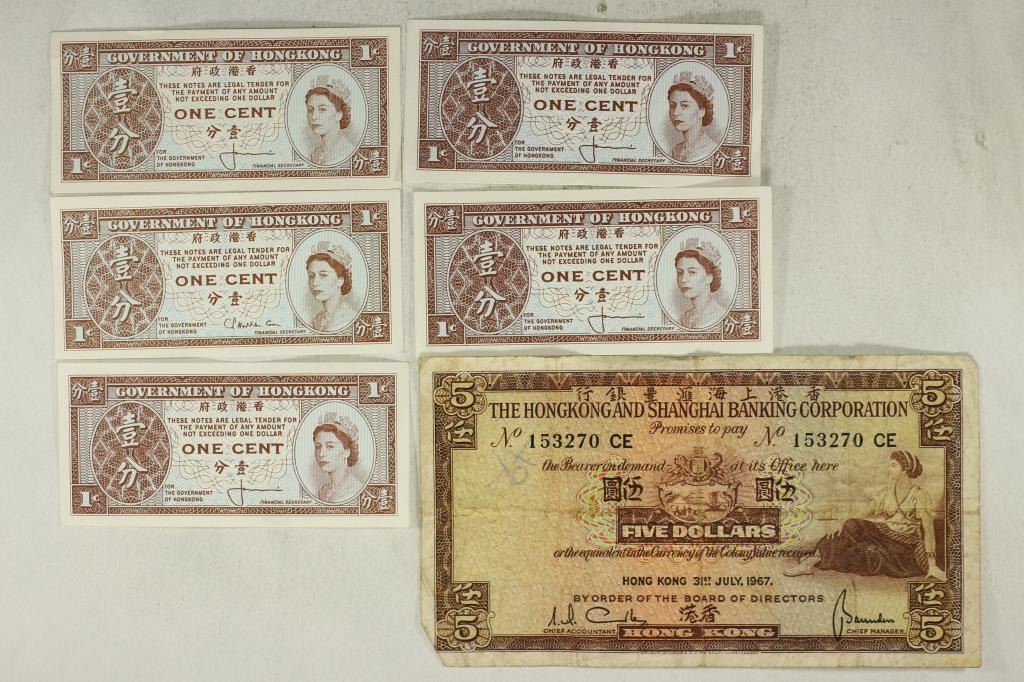 分壹 GOVERNMENT OF HONGKONG 1¢
府政港香
THESE NOTES ARE LEGAL TENDER FOR
THE PAYMENT OF ANY AMOUNT
NOT EXCEEDING ONE DOLLAR
壹分
ONE CENT
分壹
FOR
THE GOVERNMENT
OF HONGKONG
1¢ FINANCIAL SECRETARY 分壹
分壹 GOVERNMENT OF HONGKONG 1¢
府政港香
THESE NOTES ARE LEGAL TENDER FOR
THE PAYMENT OF ANY AMOUNT
NOT EXCEEDING ONE DOLLAR
壹分
ONE CENT
分壹
FOR
THE GOVERNMENT
OF HONGKONG
1¢ FINANCIAL SECRETARY 分壹
分壹 GOVERNMENT OF HONGKONG 1¢
府政港香
THESE NOTES ARE LEGAL TENDER FOR
THE PAYMENT OF ANY AMOUNT
NOT EXCEEDING ONE DOLLAR
壹分
ONE CENT
分壹
FOR
THE GOVERNMENT
OF HONGKONG
1¢ FINANCIAL SECRETARY 分壹
分壹 GOVERNMENT OF HONGKONG 1¢
府政港香
THESE NOTES ARE LEGAL TENDER FOR
THE PAYMENT OF ANY AMOUNT
NOT EXCEEDING ONE DOLLAR
壹分
ONE CENT
分壹
FOR
THE GOVERNMENT
OF HONGKONG
1¢ FINANCIAL SECRETARY 分壹
分壹 GOVERNMENT OF HONGKONG 1¢
府政港香
THESE NOTES ARE LEGAL TENDER FOR
THE PAYMENT OF ANY AMOUNT
NOT EXCEEDING ONE DOLLAR
壹分
ONE CENT
分壹
FOR
THE GOVERNMENT
OF HONGKONG
1¢ FINANCIAL SECRETARY 分壹
5 行銀豐滙海上港香 5
THE HONGKONG AND SHANGHAI BANKING CORPORATION
伍 Promises to pay 伍
No 153270 CE No 153270 CE
the Bearer on demand at its Office here
圓伍 圓伍
FIVE DOLLARS
or the equivalent in the Currency of the Colony Value received.
HONG KONG 31ST JULY, 1967.
BY ORDER OF THE BOARD OF DIRECTORS
伍 港香 伍
5 CHIEF ACCOUNTANT. HONG KONG CHIEF MANAGER. 5